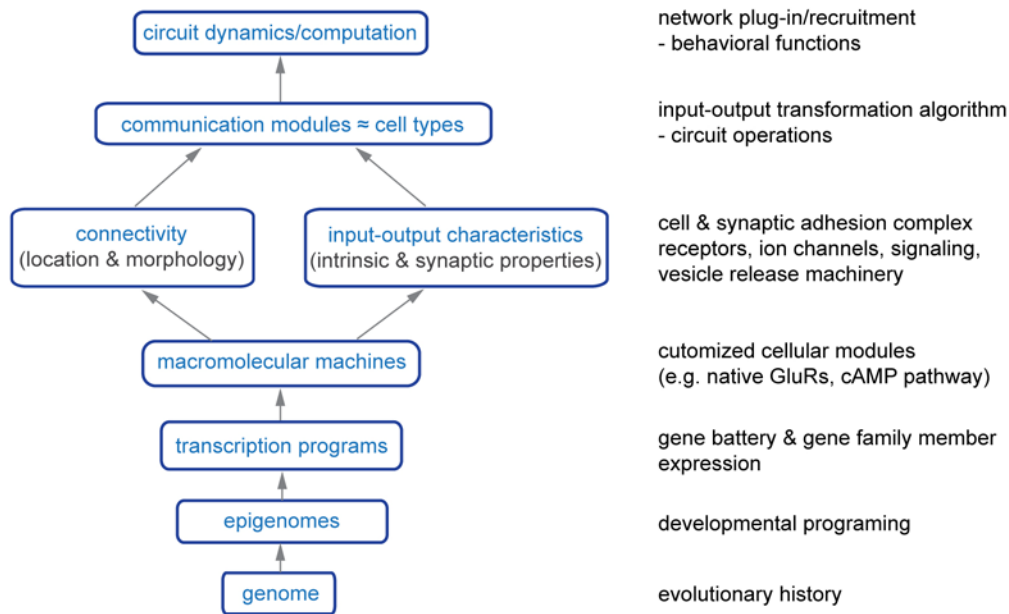 circuit dynamics/computation
network plug-in/recruitment
- behavioral functions
communication modules ≈ cell types
input-output transformation algorithm
- circuit operations
connectivity
(location & morphology)
input-output characteristics
(intrinsic & synaptic properties)
cell & synaptic adhesion complex
receptors, ion channels, signaling,
vesicle release machinery
macromolecular machines
cutomized cellular modules
(e.g. native GluRs, cAMP pathway)
transcription programs
gene battery & gene family member
expression
epigenomes
developmental programing
genome
evolutionary history